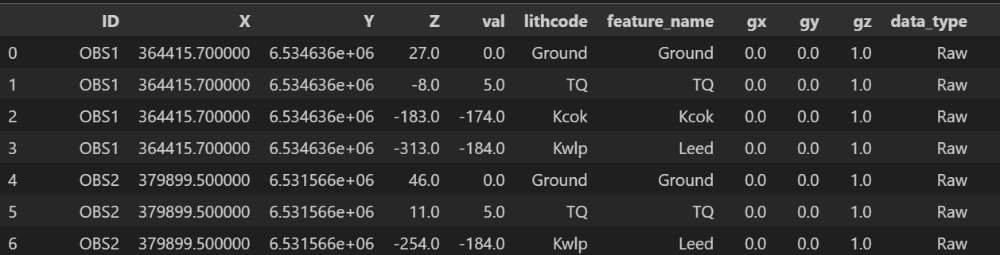 ID X Y Z val lithcode feature_name gx gy gz data_type
0 OBS1 364415.700000 6.534636e+06 27.0 0.0 Ground Ground 0.0 0.0 1.0 Raw
1 OBS1 364415.700000 6.534636e+06 -8.0 5.0 TQ TQ 0.0 0.0 1.0 Raw
2 OBS1 364415.700000 6.534636e+06 -183.0 -174.0 Kcok Kcok 0.0 0.0 1.0 Raw
3 OBS1 364415.700000 6.534636e+06 -313.0 -184.0 Kwlp Leed 0.0 0.0 1.0 Raw
4 OBS2 379899.500000 6.531566e+06 46.0 0.0 Ground Ground 0.0 0.0 1.0 Raw
5 OBS2 379899.500000 6.531566e+06 11.0 5.0 TQ TQ 0.0 0.0 1.0 Raw
6 OBS2 379899.500000 6.531566e+06 -254.0 -184.0 Kwlp Leed 0.0 0.0 1.0 Raw